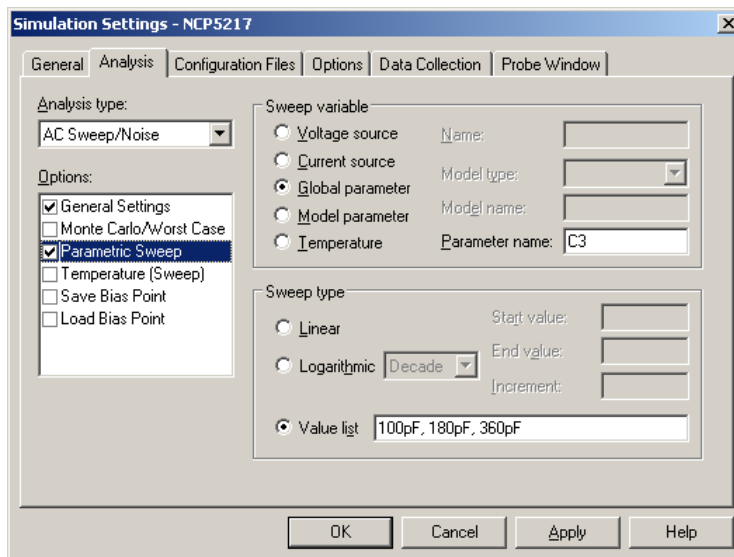 Simulation Settings - NCP5217
General Analysis Configuration Files Options Data Collection Probe Window
Analysis type:
AC Sweep/Noise
Options:
General Settings
Monte Carlo/Worst Case
Parametric Sweep
Temperature (Sweep)
Save Bias Point
Load Bias Point
Sweep variable
Voltage source
Name:
Current source
Model type:
Global parameter
Model name:
Model parameter
Temperature
Parameter name: C3
Sweep type
Start value:
Linear
End value:
Logarithmic Decade
Increment:
Value list 100pF, 180pF, 360pF
OK Cancel Apply Help